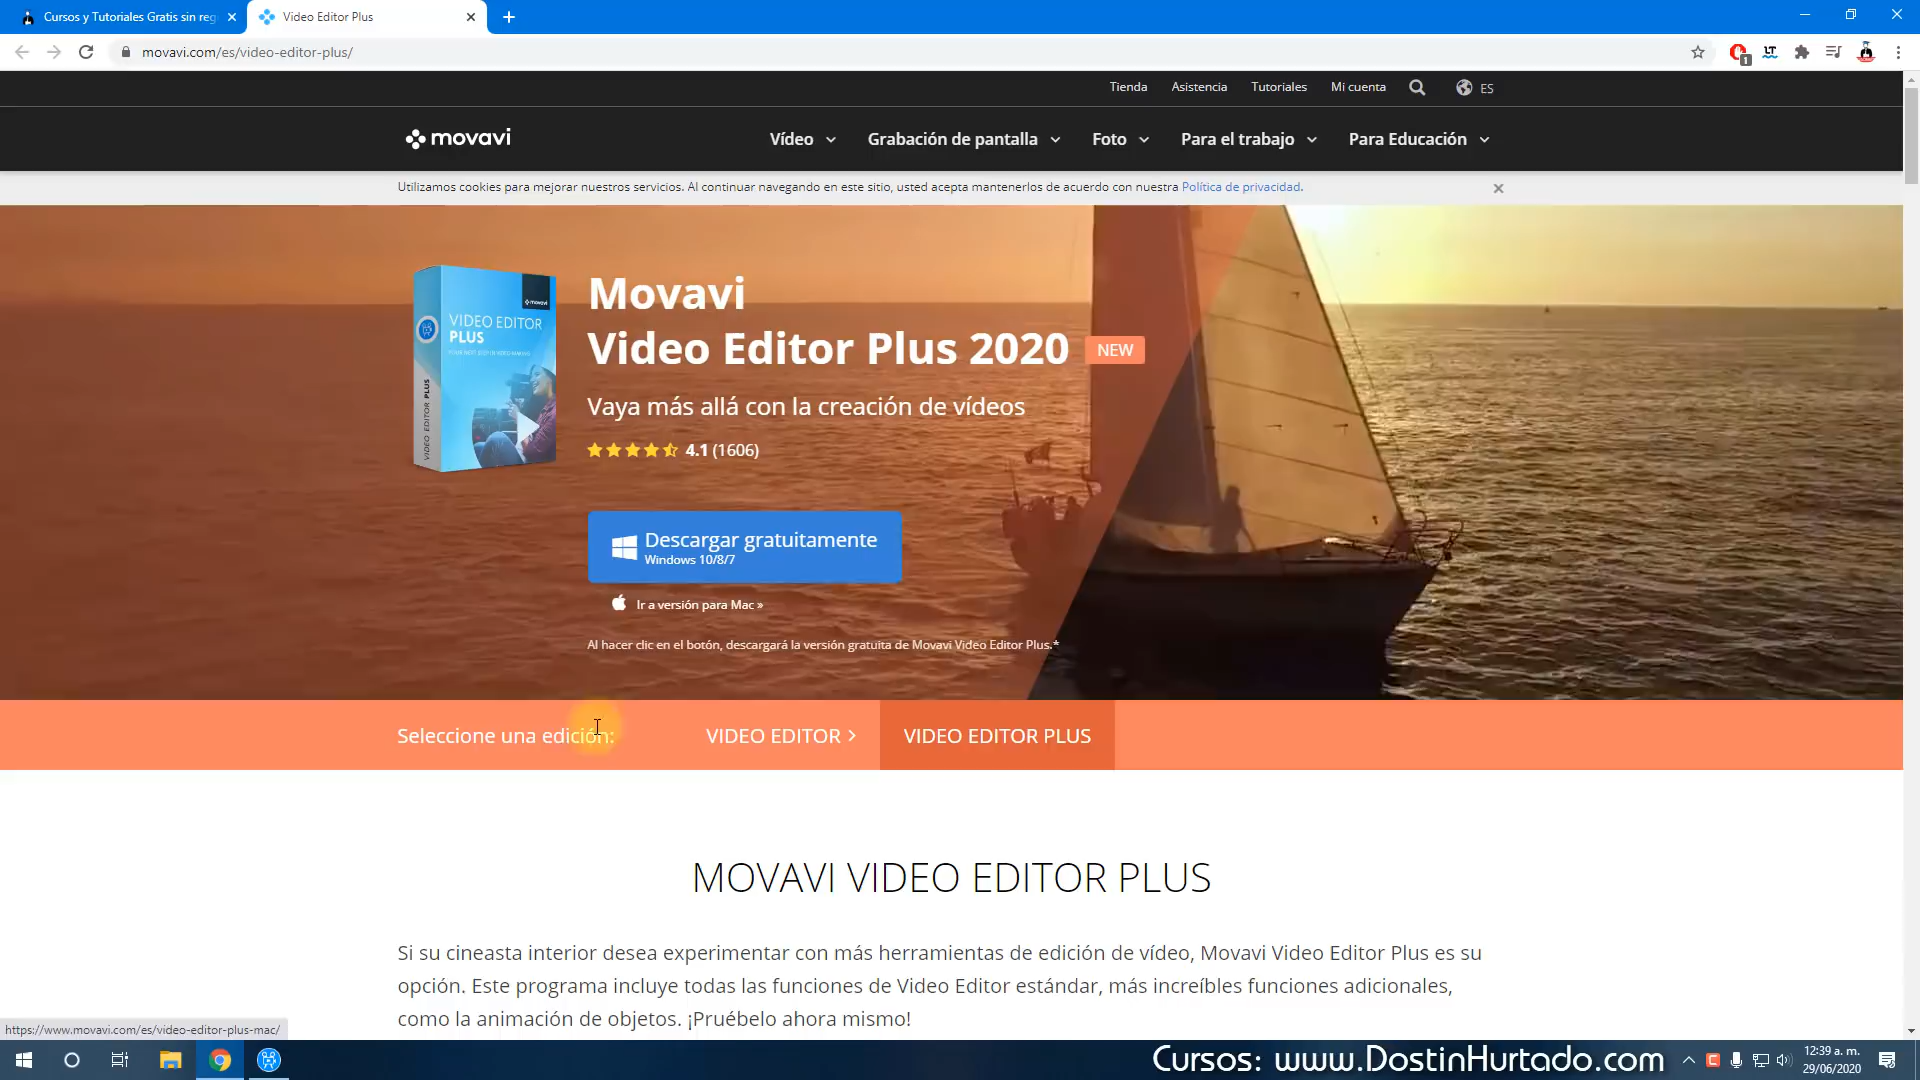 Cursos y Tutoriales Gratis sin reg
Video Editor Plus
movavi.com/es/video-editor-plus/
1
LT
Tienda
Asistencia
Tutoriales
Mi cuenta
ES
movavi
Vídeo
Grabación de pantalla
Foto
Para el trabajo
Para Educación
Utilizamos cookies para mejorar nuestros servicios. Al continuar navegando en este sitio, usted acepta mantenerlos de acuerdo con nuestra Política de privacidad.
movavi
VIDEO EDITOR
PLUS
VIDEO EDITOR PLUS
Movavi
Video Editor Plus 2020 NEW
Vaya más allá con la creación de vídeos
4.1 (1606)
Descargar gratuitamente
Windows 10/8/7
Ir a versión para Mac »
Al hacer clic en el botón, descargará la versión gratuita de Movavi Video Editor Plus.*
Seleccione una edición:
VIDEO EDITOR >
VIDEO EDITOR PLUS
MOVAVI VIDEO EDITOR PLUS
Si su cineasta interior desea experimentar con más herramientas de edición de vídeo, Movavi Video Editor Plus es su
opción. Este programa incluye todas las funciones de Video Editor estándar, más increíbles funciones adicionales,
como la animación de objetos. ¡Pruébelo ahora mismo!
https://www.movavi.com/es/video-editor-plus-mac/
Cursos: www.DostinHurtado.com
12:39 a. m.
29/06/2020